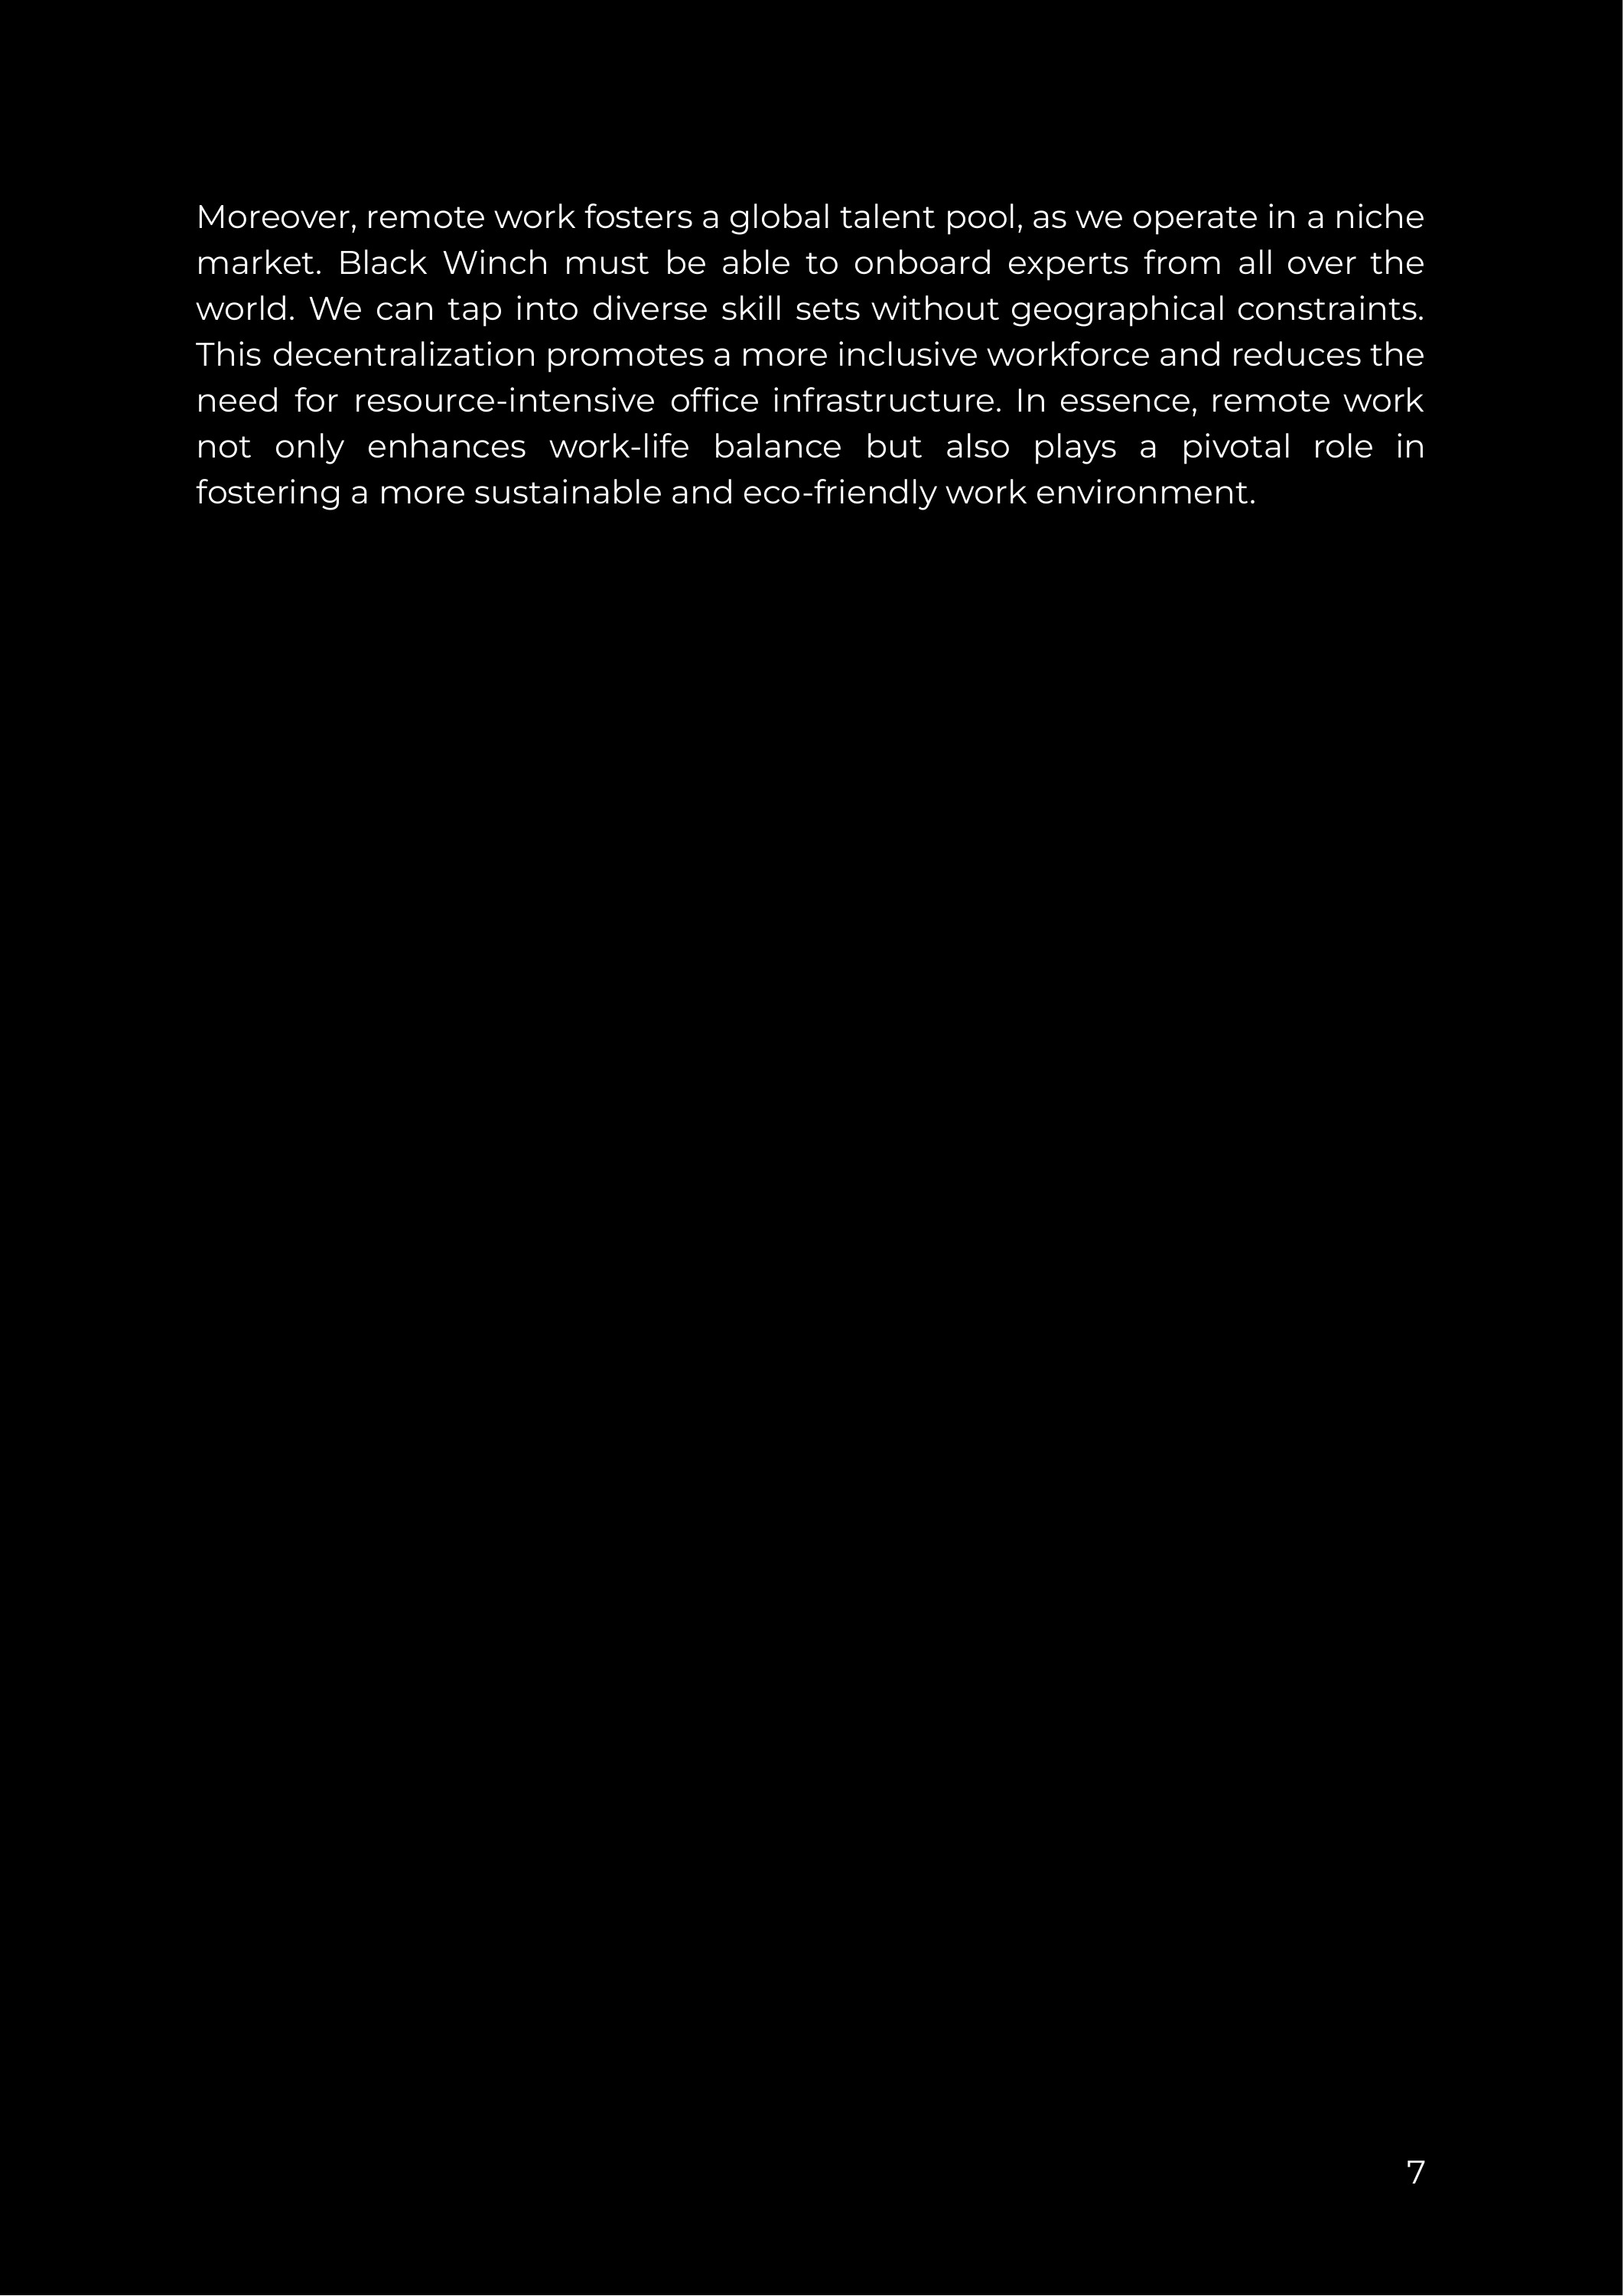 Moreover, remote work fosters a global talent pool, as we operate in a niche
market. Black Winch must be able to onboard experts from all over the
world. We can tap into diverse skill sets without geographical constraints.
This decentralization promotes a more inclusive workforce and reduces the
need for resource-intensive office infrastructure. In essence, remote work
not only enhances work-life balance but also plays a pivotal role in
fostering a more sustainable and eco-friendly work environment.
7